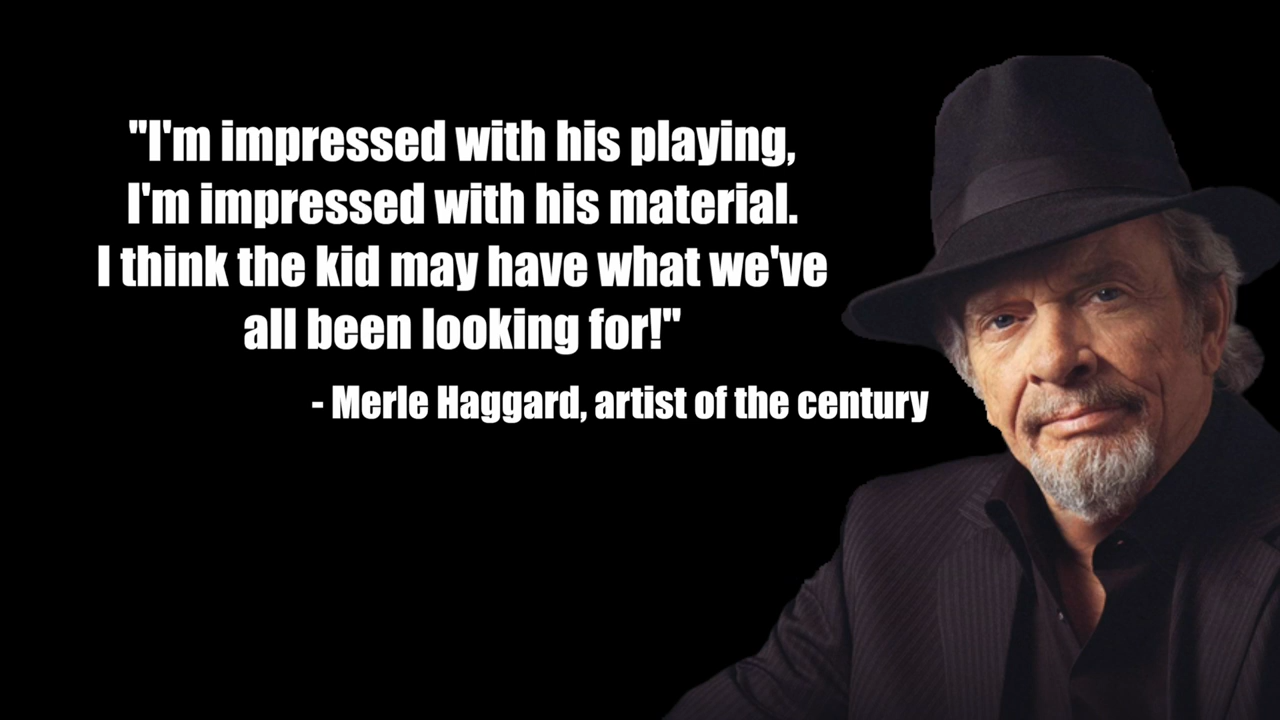 "I'm impressed with his playing,
I'm impressed with his material.
I think the kid may have what we've
all been looking for!"
- Merle Haggard, artist of the century